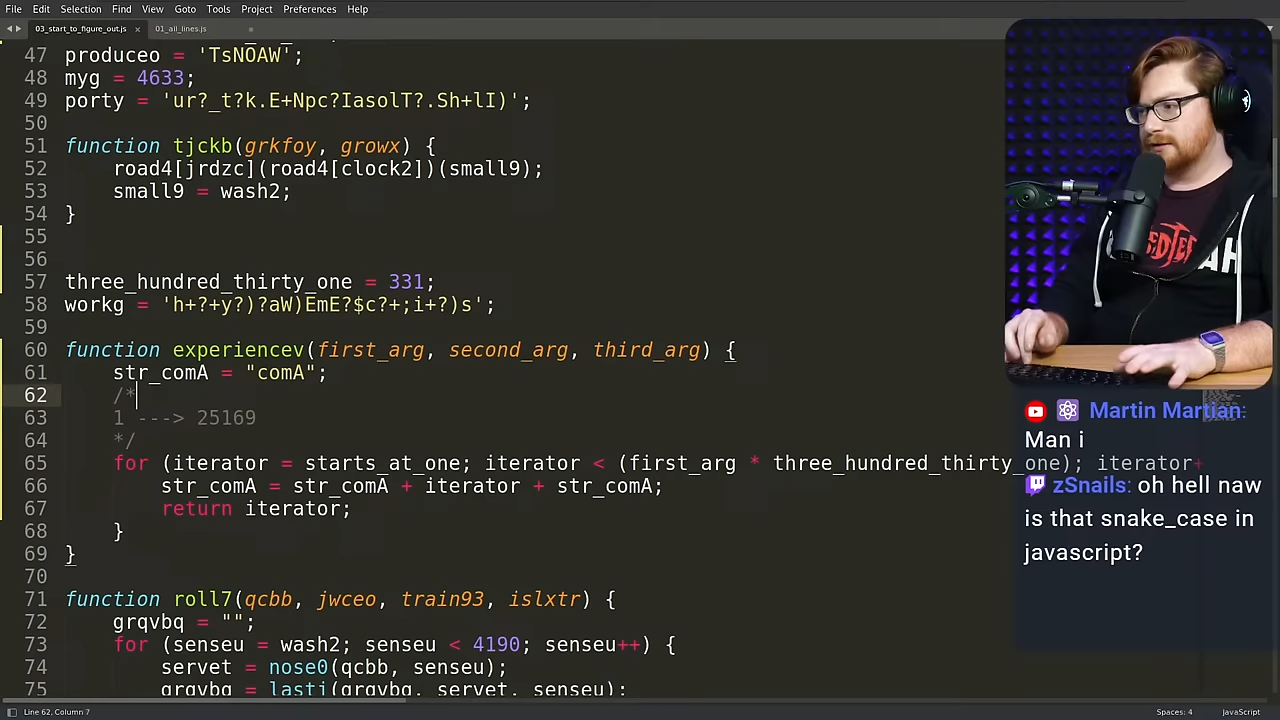 File Edit Selection Find View Goto Tools Project Preferences Help
03_start_to_figure_out.js 01_all_lines.js
47 produceo = 'TsNOAW';
48 myg = 4633;
49 porty = 'ur?_t?k.E+Npc?IasolT?.Sh+lI)';
50
51 function tjckb(grkfoy, growx) {
52 road4[jrdzc](road4[clock2])(small9);
53 small9 = wash2;
54 }
55
56
57 three_hundred_thirty_one = 331;
58 workg = 'h+?+y?)?aW)EmE?$c?+;i+?)s';
59
60 function experiencev(first_arg, second_arg, third_arg) {
61 str_comA = "comA";
62 /*
63 1 ---> 25169
64 */
65 for (iterator = starts_at_one; iterator < (first_arg * three_hundred_thirty_one); iterator+
66 str_comA = str_comA + iterator + str_comA;
67 return iterator;
68 }
69 }
70
71 function roll7(qcbb, jwceo, train93, islxtr) {
72 grqvbq = "";
73 for (senseu = wash2; senseu < 4190; senseu++) {
74 servet = nose0(qcbb, senseu);
75 grqvbq = lasti(grqvbq, servet, senseu);
Martin Martian:
Man i
zSnails: oh hell naw
is that snake_case in
javascript?
Line 62, Column 7
Spaces: 4
JavaScript